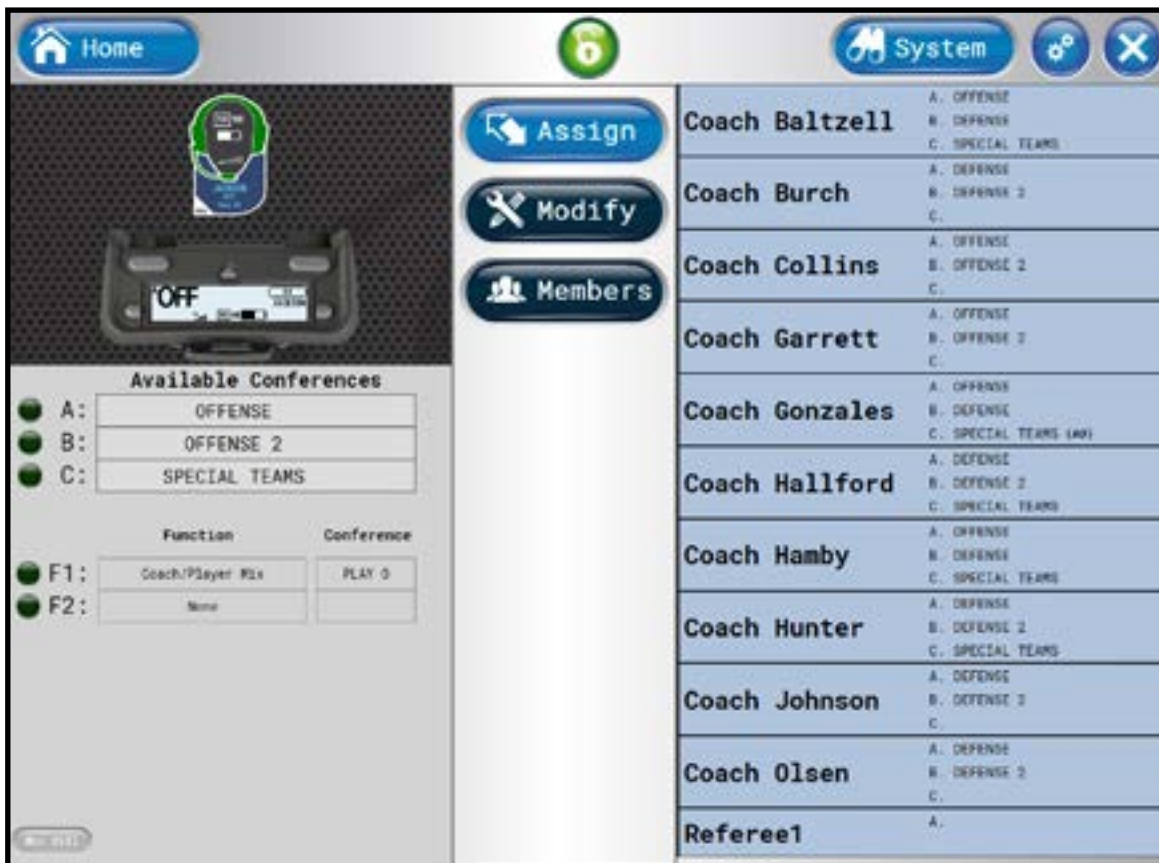 Home
System
OFF
Assign
Modify
Members
Available Conferences
A: OFFENSE
B: OFFENSE 2
C: SPECIAL TEAMS
Function Conference
F1: Coach/Player Mix PLAY 0
F2: None
Coach Baltzell
A. OFFENSE
B. DEFENSE
C. SPECIAL TEAMS
Coach Burch
A. DEFENSE
B. DEFENSE 2
C.
Coach Collins
A. OFFENSE
B. OFFENSE 2
C.
Coach Garrett
A. OFFENSE
B. OFFENSE 2
C.
Coach Gonzales
A. OFFENSE
B. DEFENSE
C. SPECIAL TEAMS
Coach Hallford
A. DEFENSE
B. DEFENSE 2
C. SPECIAL TEAMS
Coach Hamby
A. OFFENSE
B. DEFENSE
C. SPECIAL TEAMS
Coach Hunter
A. DEFENSE
B. DEFENSE 2
C. SPECIAL TEAMS
Coach Johnson
A. DEFENSE
B. DEFENSE 2
C.
Coach Olsen
A. DEFENSE
B. DEFENSE 2
C.
Referee1
A.